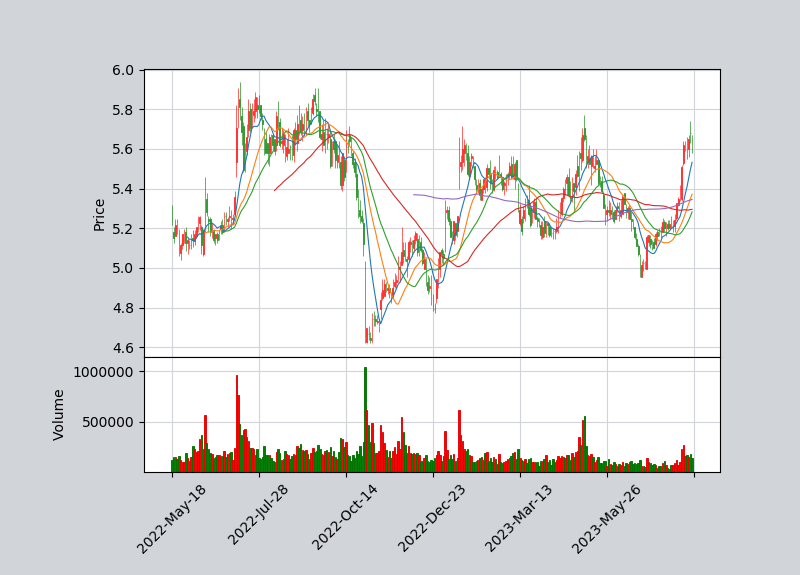 6.0
5.8
5.6
5.4
5.2
5.0
4.8
4.6
Price
1000000
500000
Volume
2022-May-18
2022-Jul-28
2022-Oct-14
2022-Dec-23
2023-Mar-13
2023-May-26